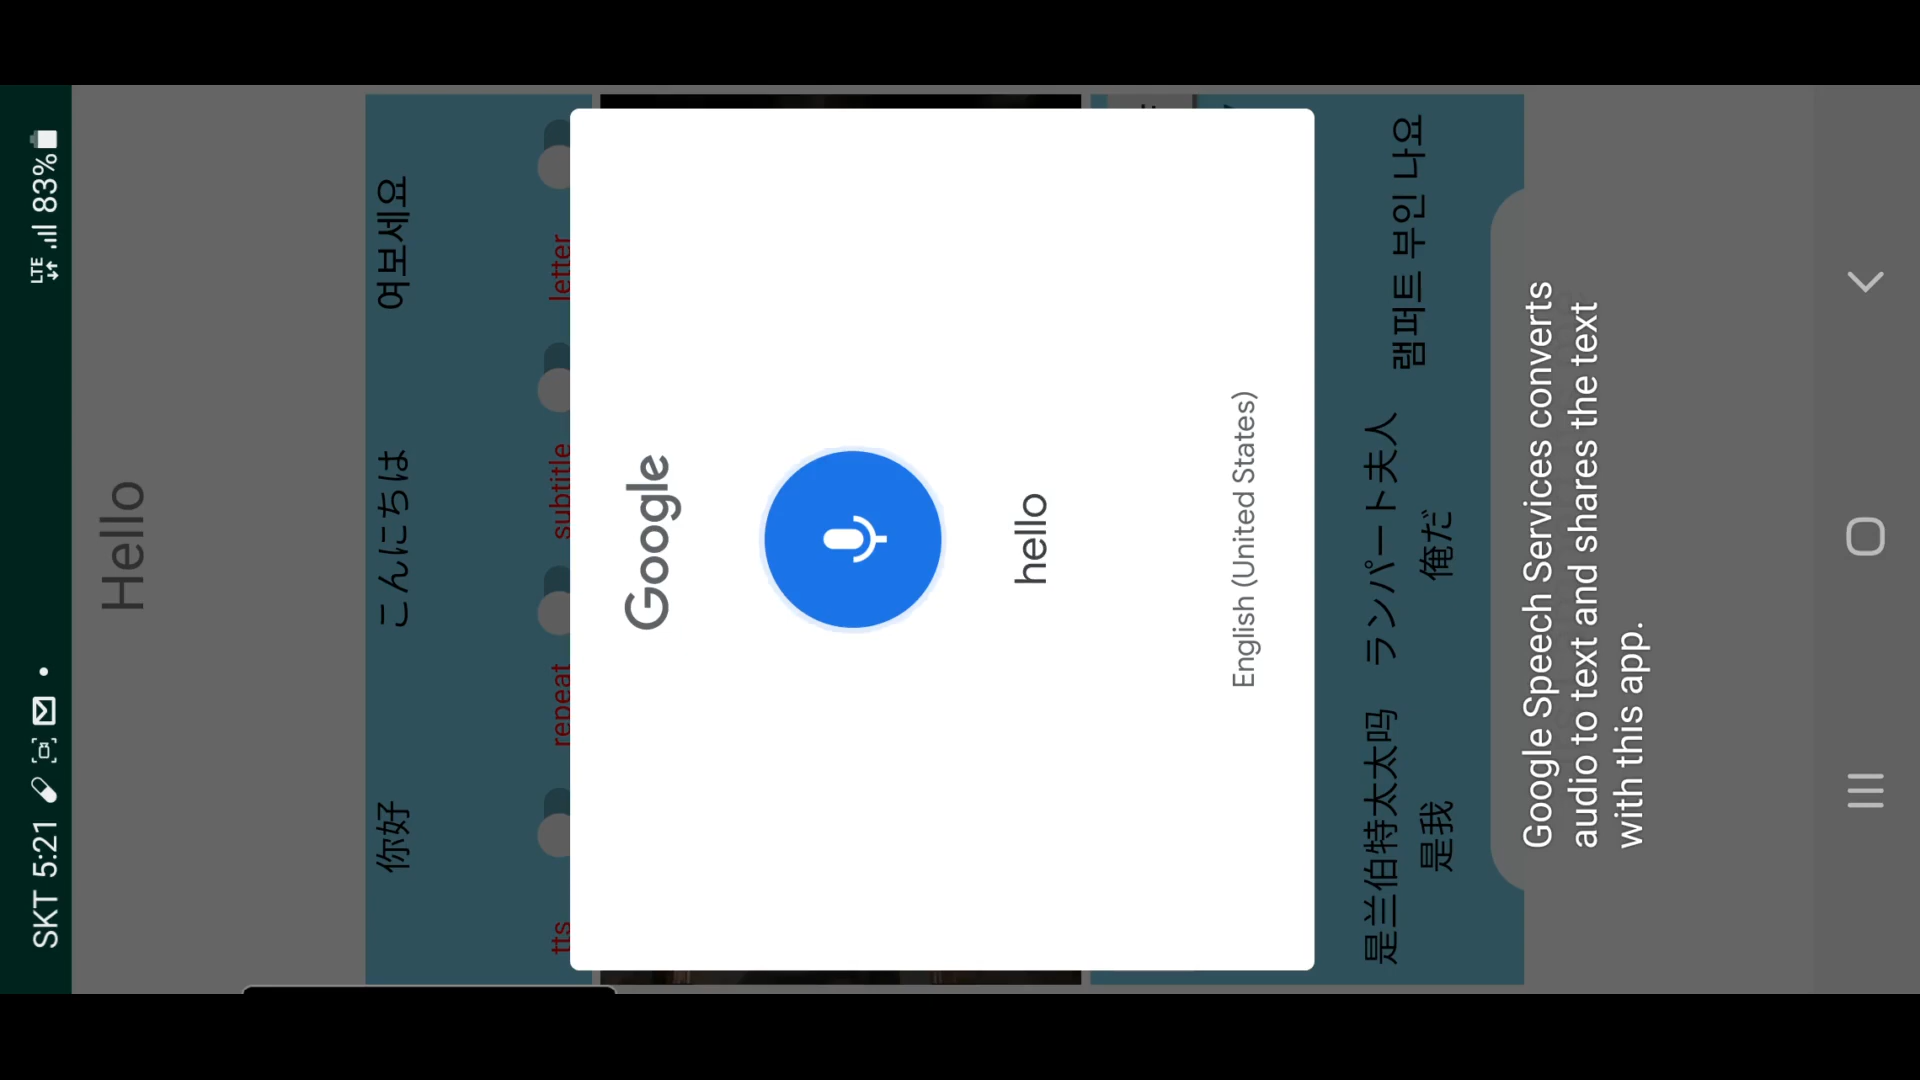 SKT 5:21
LTE
83%
Hello
你好
こんにちは
여보세요
tts
repeat
subtitle
letter
Google
hello
English (United States)
是兰伯特太太吗
是我
ランパート夫人
俺だ
램퍼트 부인 나요
Google Speech Services converts
audio to text and shares the text
with this app.